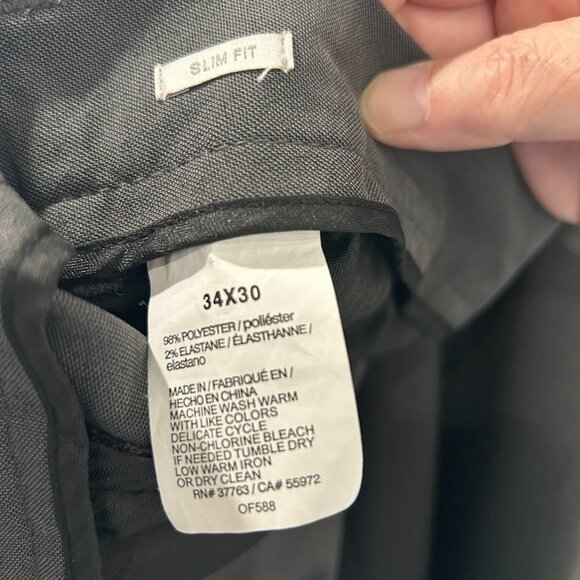 SLIM FIT
34X30
98% POLYESTER / poliéster
2% ELASTANE / ÉLASTHANNE /
elastano
MADE IN / FABRIQUÉ EN /
HECHO EN CHINA
MACHINE WASH WARM
WITH LIKE COLORS
DELICATE CYCLE
NON-CHLORINE BLEACH
IF NEEDED TUMBLE DRY
LOW WARM IRON
OR DRY CLEAN
RN# 37763 / CA# 55972
OF588